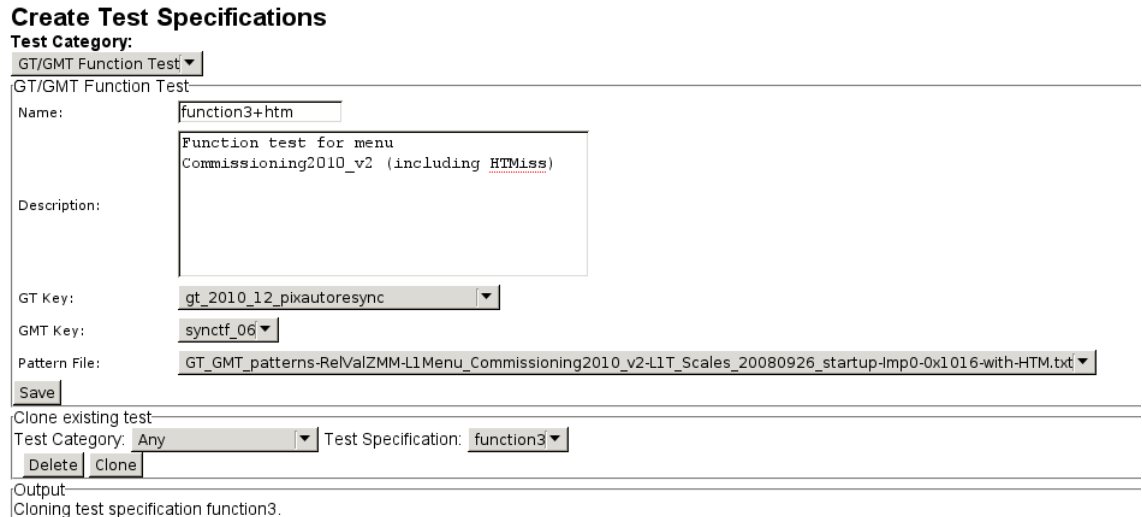 Create Test Specifications
Test Category:
GT/GMT Function Test
GT/GMT Function Test
Name: function3+htm
Function test for menu
Commissioning2010_v2 (including HTMiss)
Description:
GT Key: gt_2010_12_pixautoresync
GMT Key: synctf_06
Pattern File: GT_GMT_patterns-RelValZMM-L1Menu_Commissioning2010_v2-L1T_Scales_20080926_startup-Imp0-0x1016-with-HTM.txt
Save
Clone existing test
Test Category: Any Test Specification: function3
Delete Clone
Output
Cloning test specification function3.